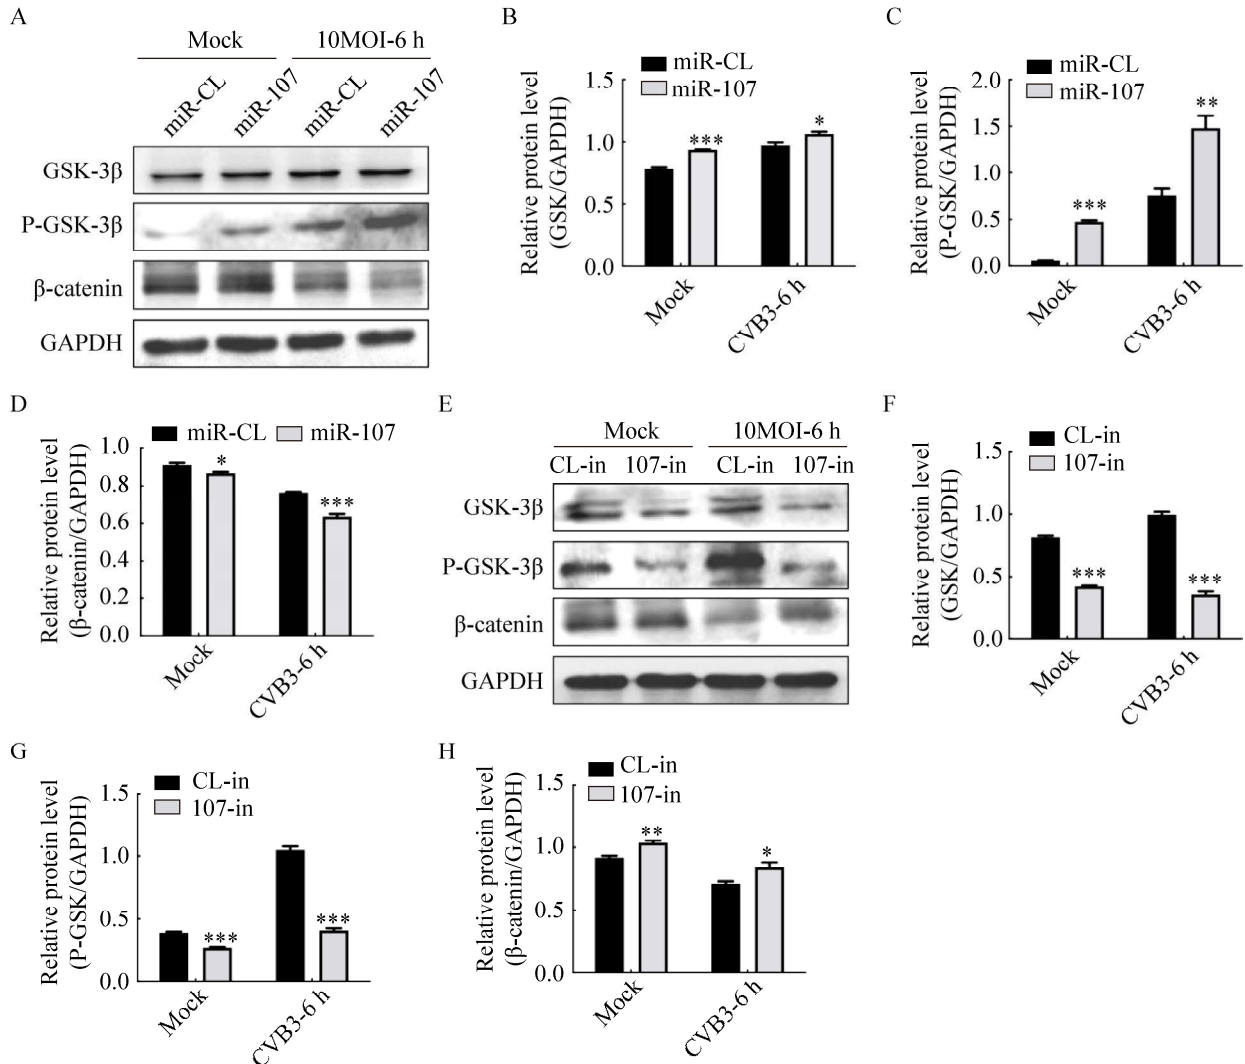 A
Mock
10MOI-6 h
miR-CL
miR-107
miR-CL
miR-107
GSK-3β
P-GSK-3β
β-catenin
GAPDH
B
miR-CL
miR-107
Relative protein level
(GSK/GAPDH)
1.5
1.0
0.5
0.0
***
*
Mock
CVB3-6 h
C
miR-CL
miR-107
Relative protein level
(P-GSK/GAPDH)
2.0
1.5
1.0
0.5
0.0
***
**
Mock
CVB3-6 h
D
miR-CL
miR-107
Relative protein level
(β-catenin/GAPDH)
1.0
0.8
0.6
0.4
0.2
0.0
*
***
Mock
CVB3-6 h
E
Mock
10MOI-6 h
CL-in 107-in CL-in 107-in
GSK-3β
P-GSK-3β
β-catenin
GAPDH
F
CL-in
107-in
Relative protein level
(GSK/GAPDH)
1.5
1.0
0.5
0.0
***
***
Mock
CVB3-6 h
G
CL-in
107-in
Relative protein level
(P-GSK/GAPDH)
1.5
1.0
0.5
0.0
***
***
Mock
CVB3-6 h
H
CL-in
107-in
Relative protein level
(β-catenin/GAPDH)
1.5
1.0
0.5
0.0
**
*
Mock
CVB3-6 h